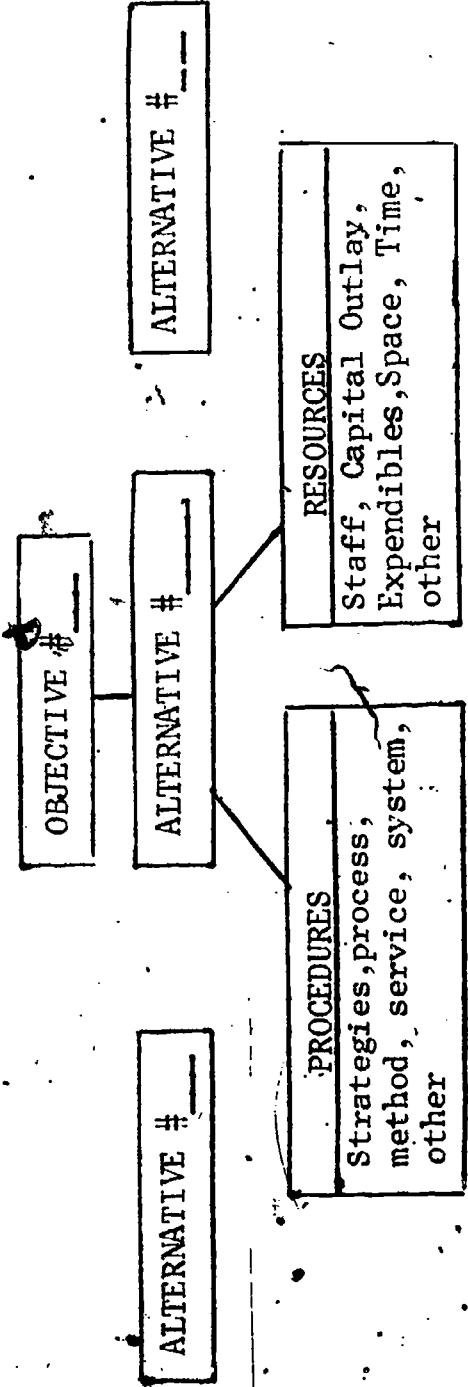 OBJECTIVE #___
ALTERNATIVE #___
ALTERNATIVE #___
ALTERNATIVE #___
PROCEDURES
Strategies,process,
method, service, system,
other
RESOURCES
Staff, Capital Outlay,
Expendibles,Space, Time,
other